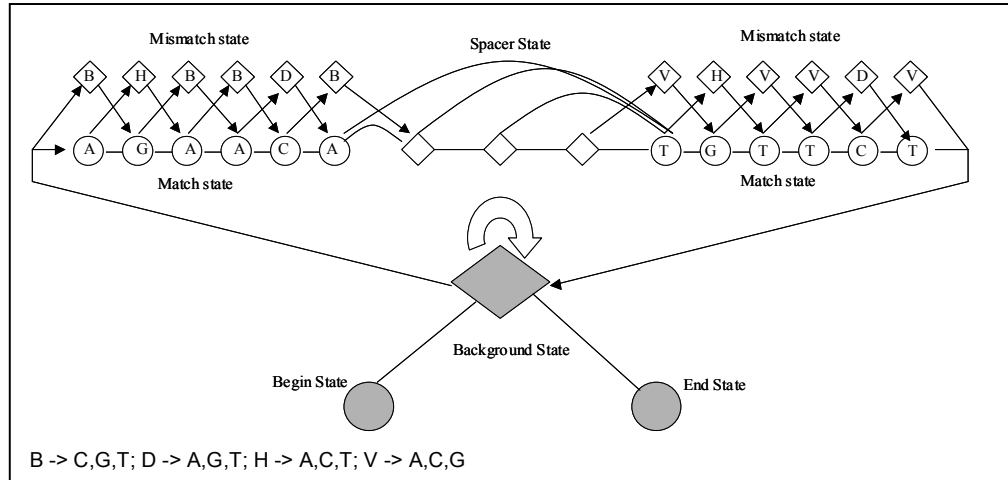 Mismatch state Spacer State Mismatch state
B H B B D B V H V V D V
A G A A C A T G T T C T
Match state Match state
Background State
Begin State End State
B -> C,G,T; D -> A,G,T; H -> A,C,T; V -> A,C,G